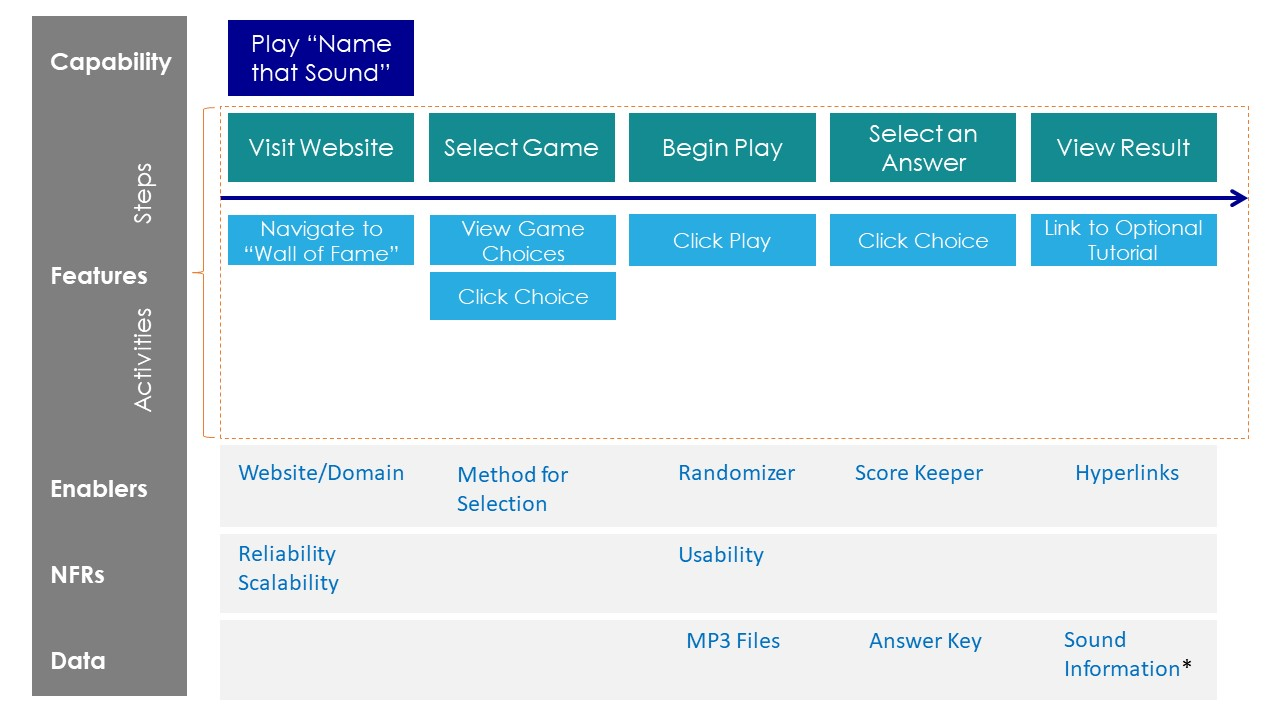 Capability
Play “Name
that Sound”
Steps
Features
Activities
Visit Website
Select Game
Begin Play
Select an
Answer
View Result
Navigate to
“Wall of Fame”
View Game
Choices
Click Choice
Click Play
Click Choice
Link to Optional
Tutorial
Enablers
Website/Domain
Method for
Selection
Randomizer
Score Keeper
Hyperlinks
NFRs
Reliability
Scalability
Usability
Data
MP3 Files
Answer Key
Sound
Information*